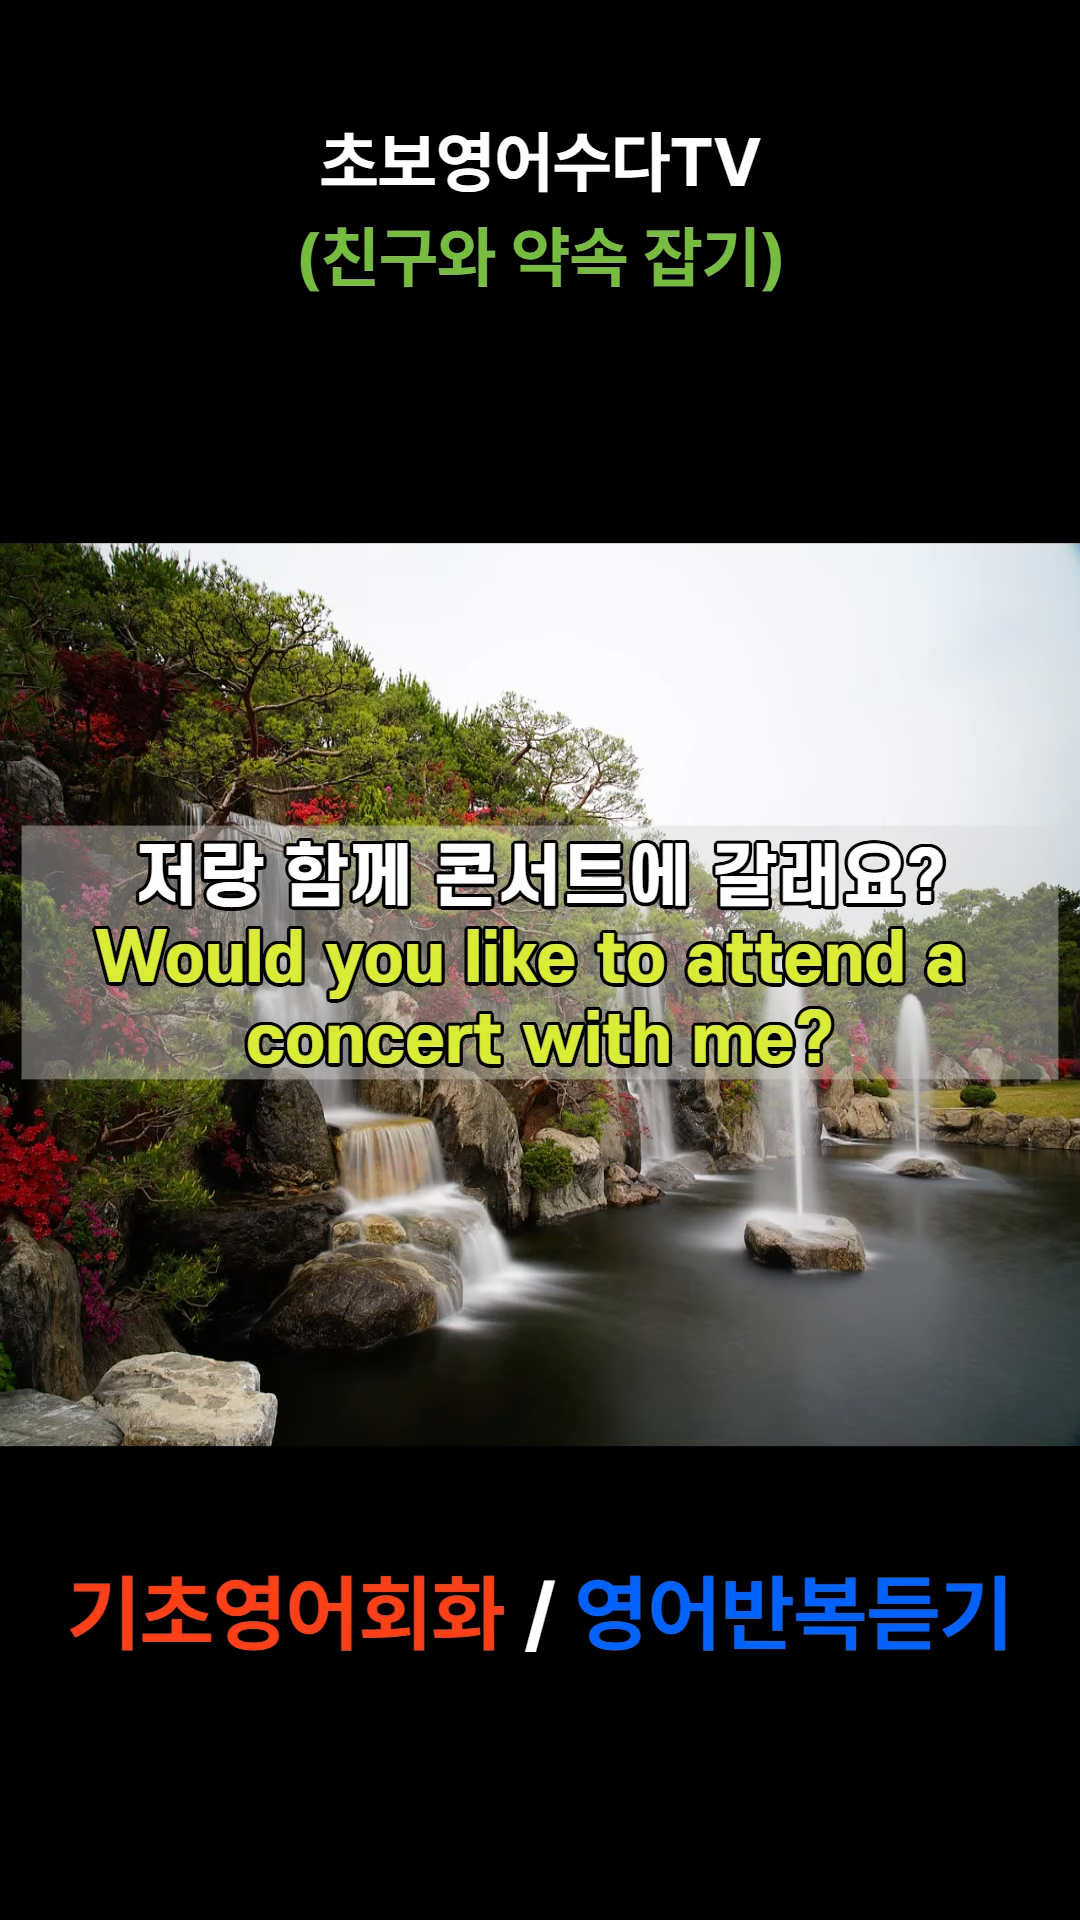 초보영어수다TV
(친구와 약속 잡기)
저랑 함께 콘서트에 갈래요?
Would you like to attend a
concert with me?
기초영어회화 / 영어반복듣기